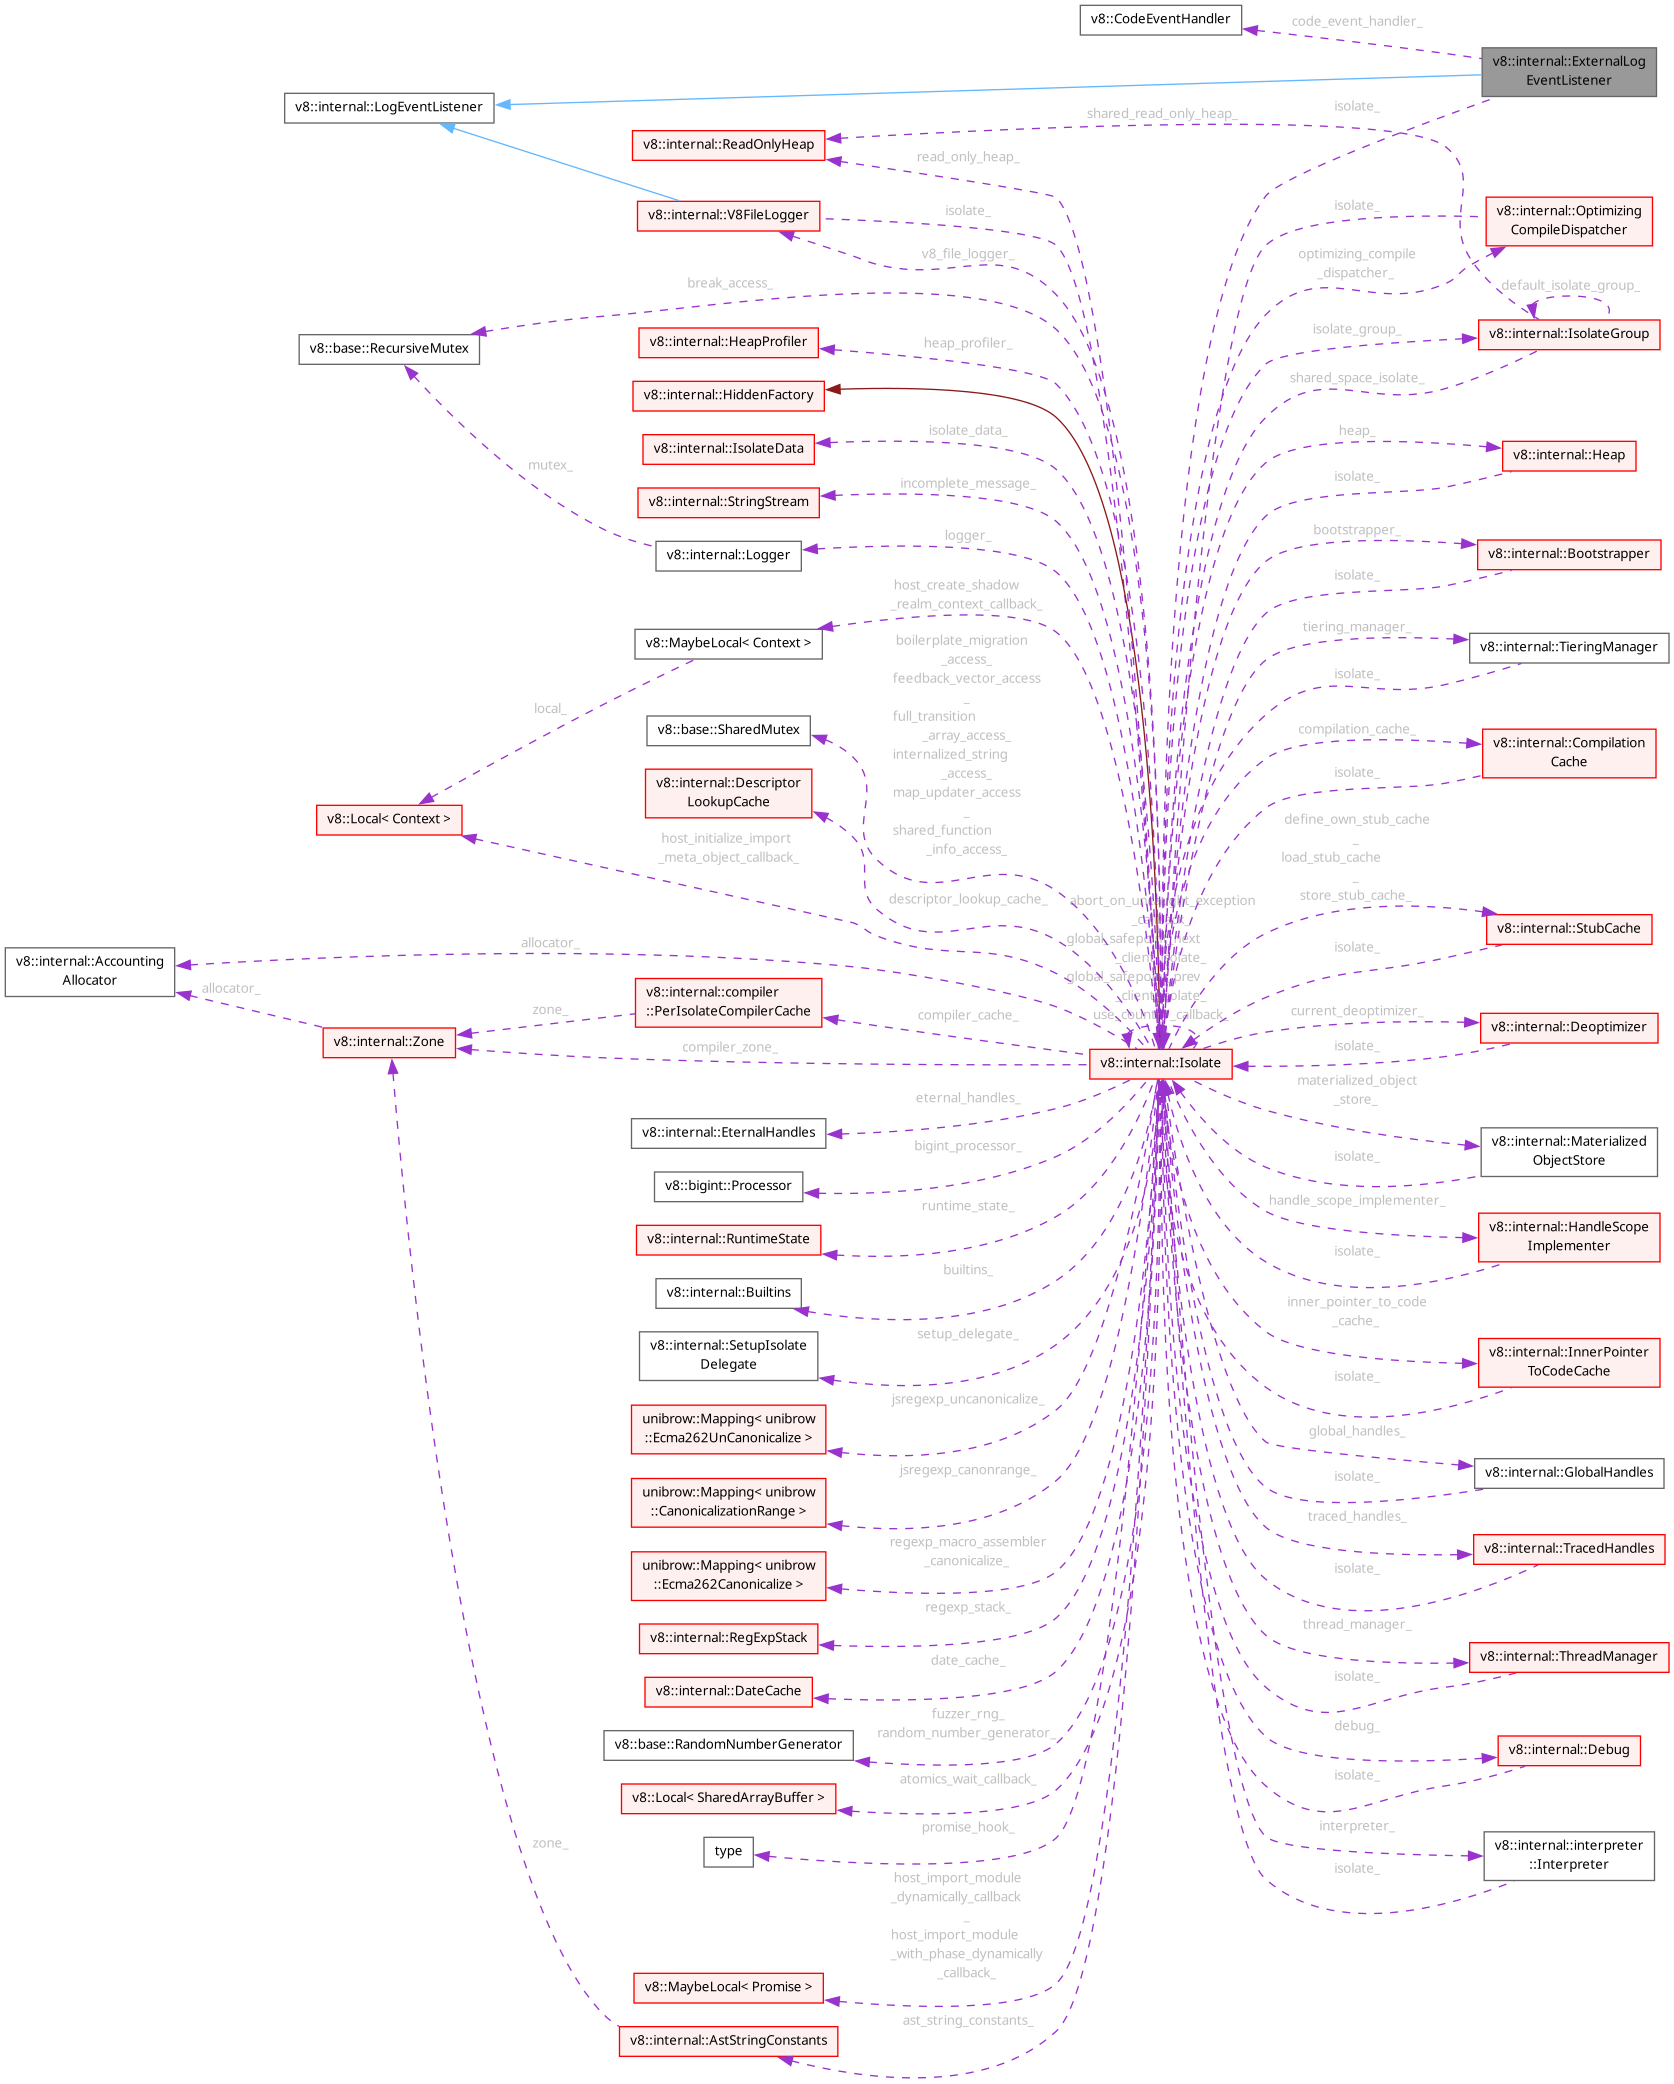 v8::CodeEventHandler
code_event_handler_
v8::internal::ExternalLog
EventListener
v8::internal::LogEventListener
isolate_
shared_read_only_heap_
v8::internal::ReadOnlyHeap
read_only_heap_
v8::internal::V8FileLogger
isolate_
isolate_
v8::internal::Optimizing
CompileDispatcher
v8_file_logger_
optimizing_compile
_dispatcher_
break_access_
default_isolate_group_
v8::base::RecursiveMutex
v8::internal::HeapProfiler
heap_profiler_
isolate_group_
v8::internal::IsolateGroup
shared_space_isolate_
v8::internal::HiddenFactory
v8::internal::IsolateData
isolate_data_
heap_
v8::internal::Heap
mutex_
v8::internal::StringStream
incomplete_message_
isolate_
v8::internal::Logger
logger_
bootstrapper_
v8::internal::Bootstrapper
isolate_
host_create_shadow
_realm_context_callback_
v8::MaybeLocal< Context >
tiering_manager_
v8::internal::TieringManager
isolate_
local_
boilerplate_migration
_access_
feedback_vector_access
_
full_transition
_array_access_
internalized_string
_access_
map_updater_access
_
shared_function
_info_access_
v8::base::SharedMutex
compilation_cache_
v8::internal::Compilation
Cache
isolate_
v8::internal::Descriptor
LookupCache
v8::Local< Context >
host_initialize_import
_meta_object_callback_
descriptor_lookup_cache_
define_own_stub_cache
_
load_stub_cache
_
store_stub_cache_
v8::internal::StubCache
isolate_
global_safepoint_next
_client_isolate_
global_safepoint_prev
_client_isolate_
v8::internal::Accounting
Allocator
allocator_
allocator_
v8::internal::Zone
zone_
v8::internal::compiler
::PerIsolateCompilerCache
compiler_cache_
compiler_zone_
v8::internal::Isolate
current_deoptimizer_
v8::internal::Deoptimizer
isolate_
v8::internal::EternalHandles
eternal_handles_
materialized_object
_store_
v8::internal::Materialized
ObjectStore
isolate_
v8::bigint::Processor
bigint_processor_
v8::internal::RuntimeState
runtime_state_
handle_scope_implementer_
v8::internal::HandleScope
Implementer
isolate_
v8::internal::Builtins
builtins_
v8::internal::SetupIsolate
Delegate
setup_delegate_
inner_pointer_to_code
_cache_
v8::internal::InnerPointer
ToCodeCache
isolate_
unibrow::Mapping< unibrow
::Ecma262UnCanonicalize >
jsregexp_uncanonicalize_
global_handles_
v8::internal::GlobalHandles
isolate_
unibrow::Mapping< unibrow
::CanonicalizationRange >
jsregexp_canonrange_
traced_handles_
v8::internal::TracedHandles
isolate_
unibrow::Mapping< unibrow
::Ecma262Canonicalize >
regexp_macro_assembler
_canonicalize_
v8::internal::RegExpStack
regexp_stack_
thread_manager_
v8::internal::ThreadManager
isolate_
v8::internal::DateCache
date_cache_
v8::base::RandomNumberGenerator
fuzzer_rng_
random_number_generator_
debug_
v8::internal::Debug
isolate_
v8::Local< SharedArrayBuffer >
atomics_wait_callback_
type
promise_hook_
interpreter_
v8::internal::interpreter
::Interpreter
isolate_
zone_
host_import_module
_dynamically_callback
_
host_import_module
_with_phase_dynamically
_callback_
v8::MaybeLocal< Promise >
v8::internal::AstStringConstants
ast_string_constants_